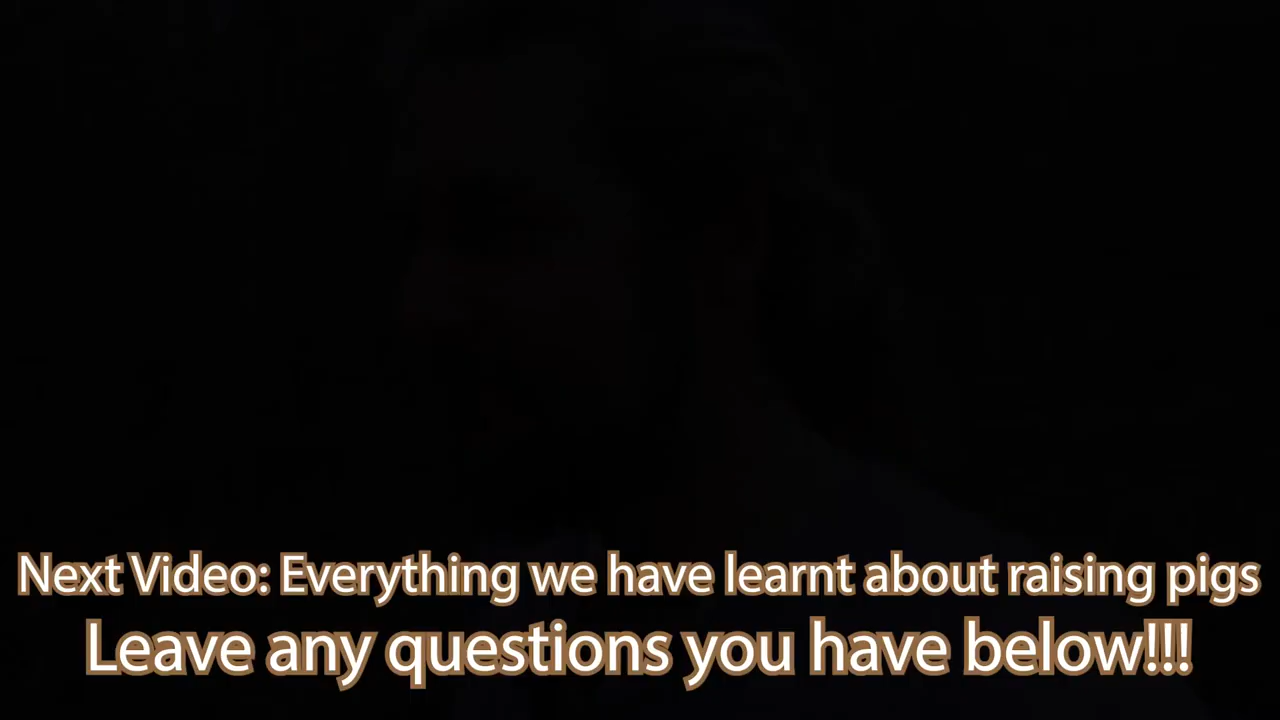 Next Video: Everything we have learnt about raising pigs
Leave any questions you have below!!!